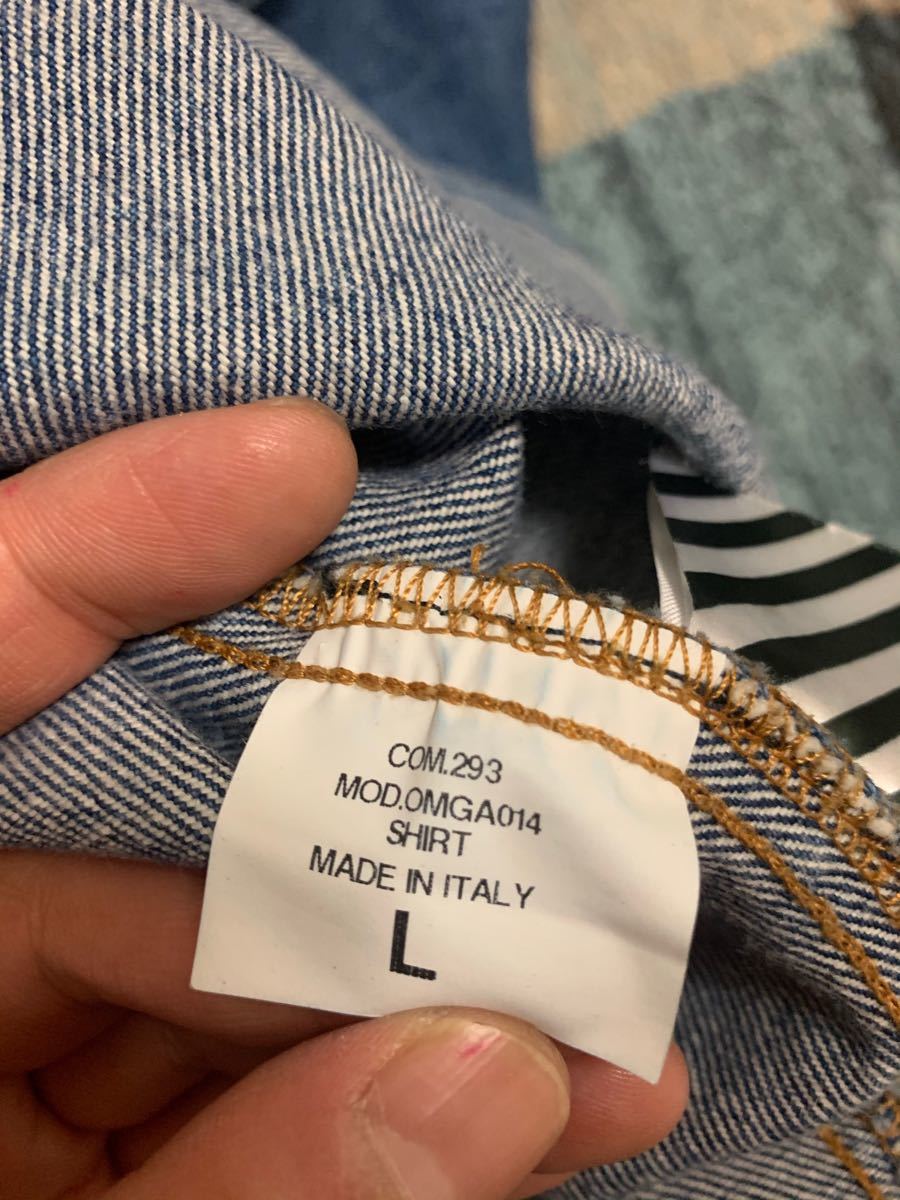 COM.293
MOD.OMGA014
SHIRT
MADE IN ITALY
L